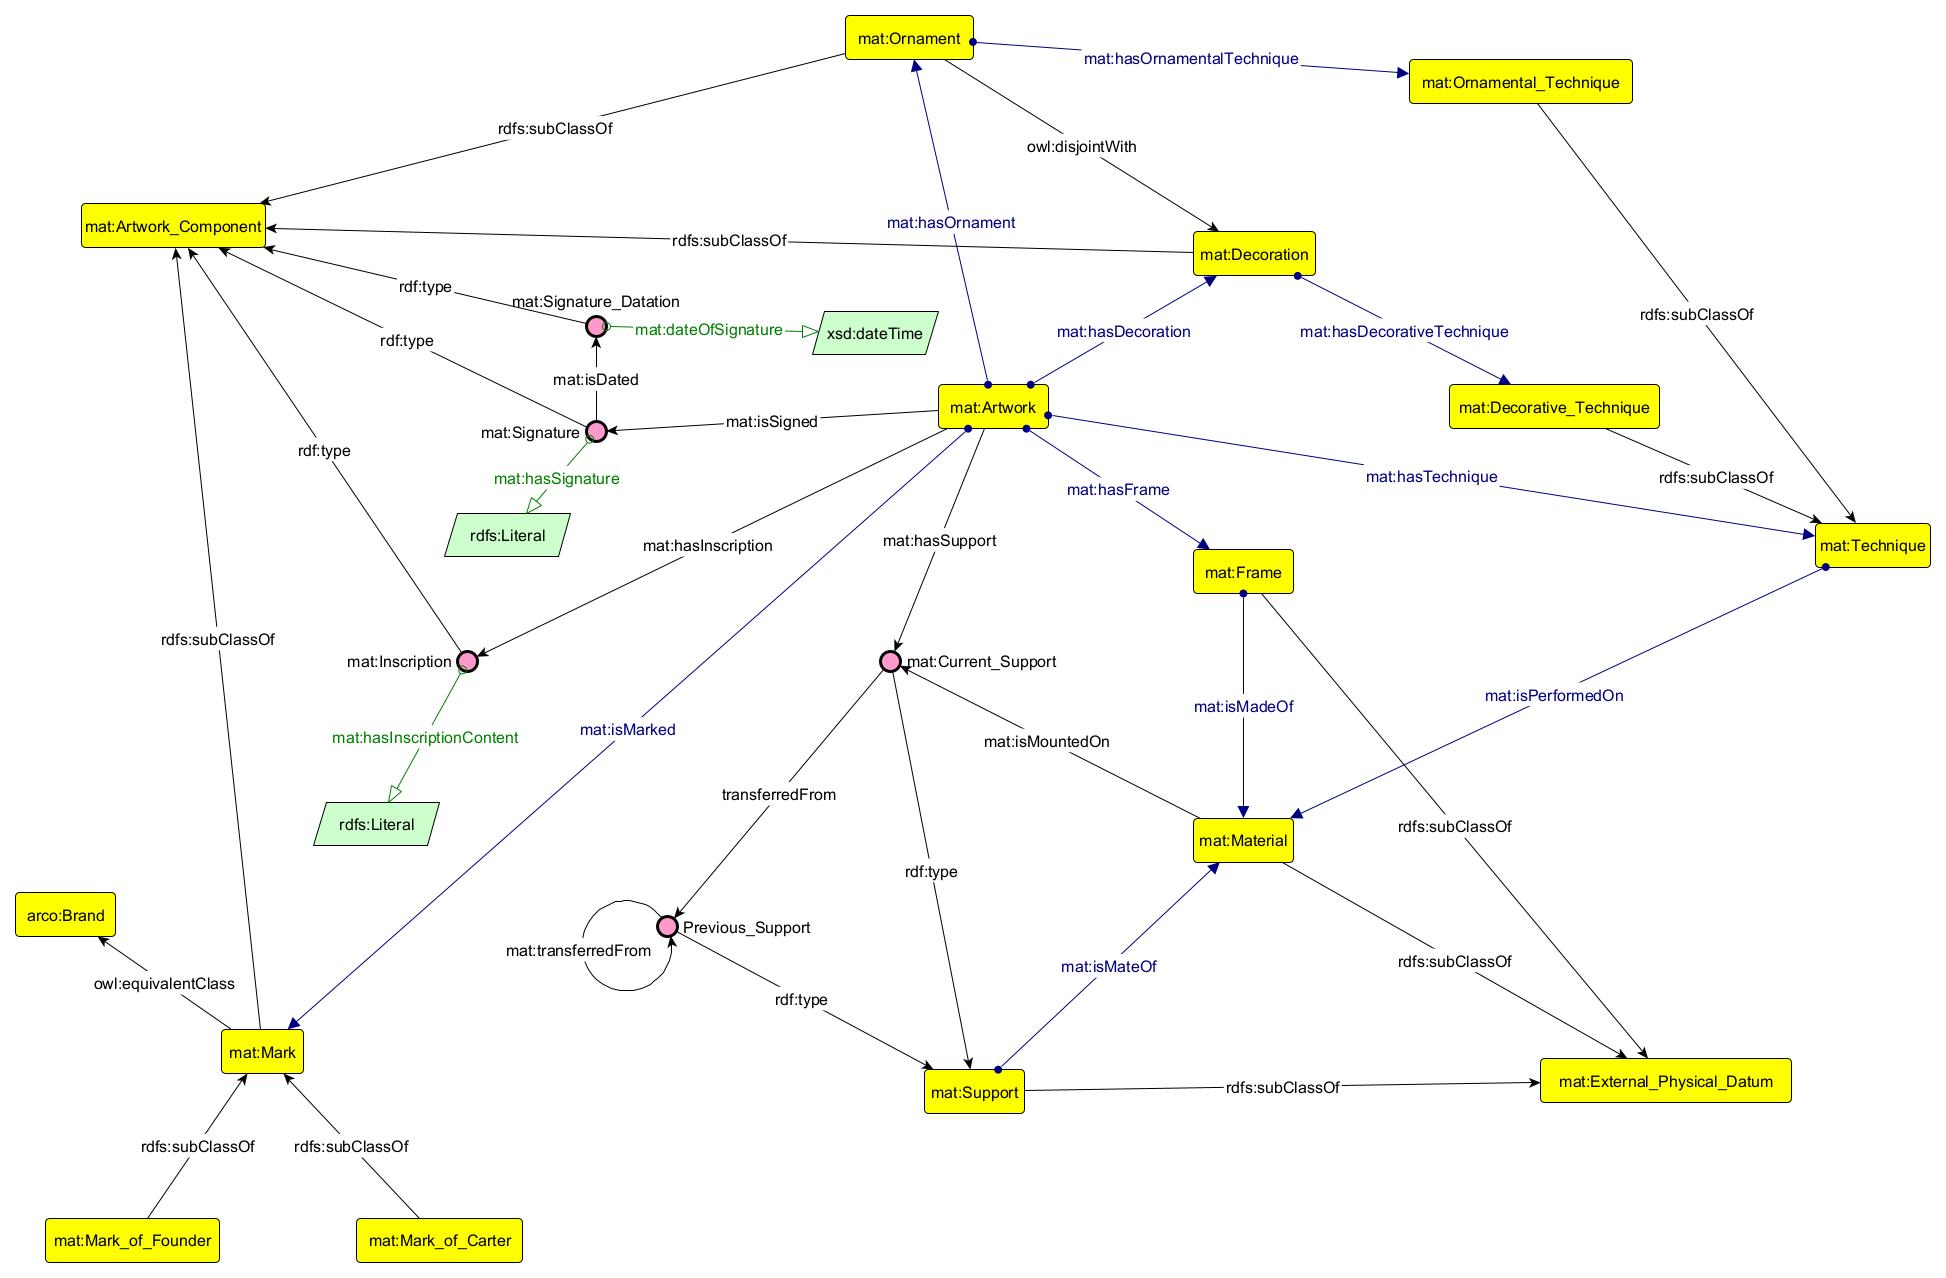 mat:Ornament
mat:hasOrnamentalTechnique
mat:Ornamental_Technique
rdfs:subClassOf
owl:disjointWith
mat:Artwork_Component
mat:hasOrnament
rdfs:subClassOf
mat:Decoration
rdf:type
mat:Signature_Datation
mat:dateOfSignature
xsd:dateTime
mat:hasDecoration
mat:hasDecorativeTechnique
rdfs:subClassOf
rdf:type
mat:isDated
mat:Artwork
mat:Decorative_Technique
mat:Signature
mat:isSigned
rdf:type
mat:hasSignature
mat:hasFrame
mat:hasTechnique
rdfs:subClassOf
rdfs:Literal
mat:hasInscription
mat:hasSupport
mat:Technique
mat:Frame
rdfs:subClassOf
mat:Inscription
mat:Current_Support
mat:isPerformedOn
mat:isMadeOf
mat:hasInscriptionContent
mat:isMarked
mat:isMountedOn
transferredFrom
rdfs:Literal
mat:Material
rdfs:subClassOf
rdf:type
arco:Brand
Previous_Support
mat:transferredFrom
mat:isMateOf
rdfs:subClassOf
owl:equivalentClass
rdf:type
mat:Mark
mat:Support
rdfs:subClassOf
mat:External_Physical_Datum
rdfs:subClassOf
rdfs:subClassOf
mat:Mark_of_Founder
mat:Mark_of_Carter